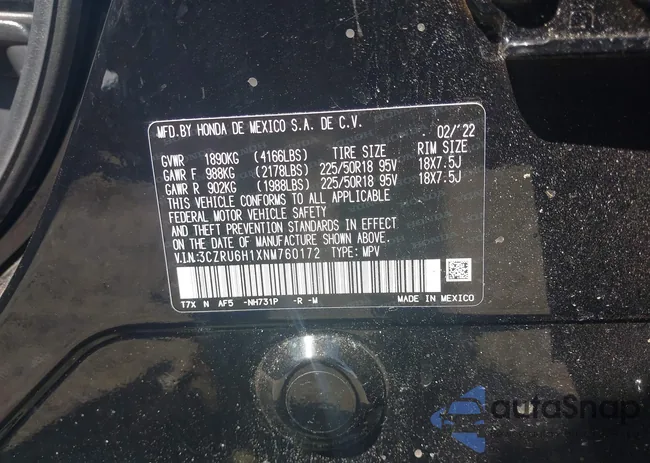 MFD.BY HONDA DE MEXICO S.A. DE C.V. 02/'22
GVWR 1890KG (4166LBS) TIRE SIZE RIM SIZE
GAWR F 988KG (2178LBS) 225/50R18 95V 18X7.5J
GAWR R 902KG (1988LBS) 225/50R18 95V 18X7.5J
THIS VEHICLE CONFORMS TO ALL APPLICABLE
FEDERAL MOTOR VEHICLE SAFETY
AND THEFT PREVENTION STANDARDS IN EFFECT
ON THE DATE OF MANUFACTURE SHOWN ABOVE.
V.I.N:3CZRU6H1XNM760172 TYPE: MPV
T7X N AF5 -NH731P -R -M MADE IN MEXICO
autoSnap